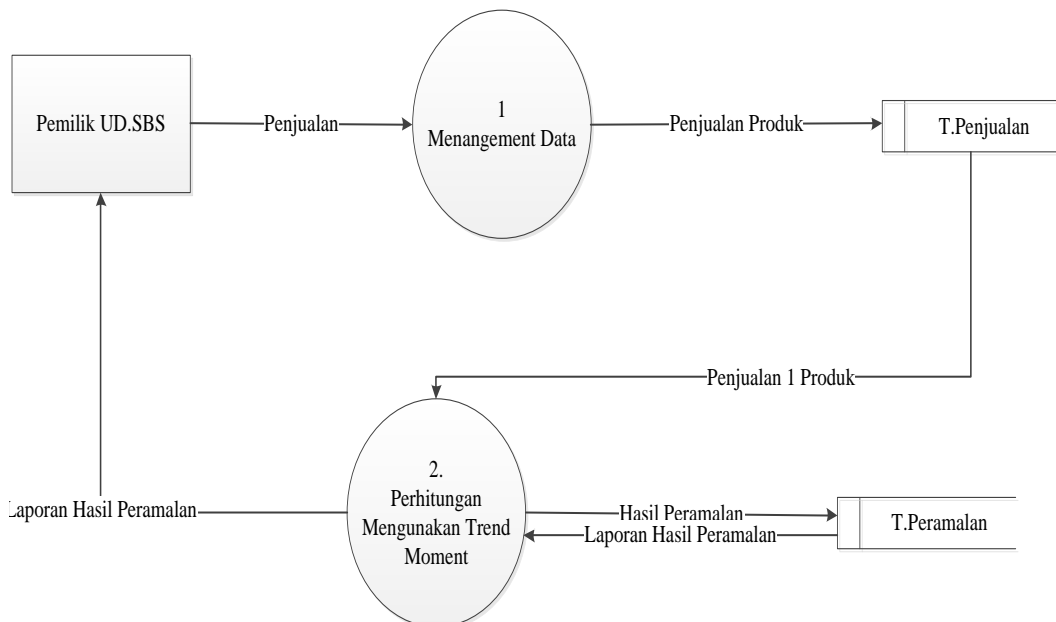 Pemilik UD.SBS
Penjualan
1
Menangement Data
Penjualan Produk
T.Penjualan
Penjualan 1 Produk
2.
Perhitungan
Mengunakan Trend
Moment
Laporan Hasil Peramalan
Hasil Peramalan
Laporan Hasil Peramalan
T.Peramalan